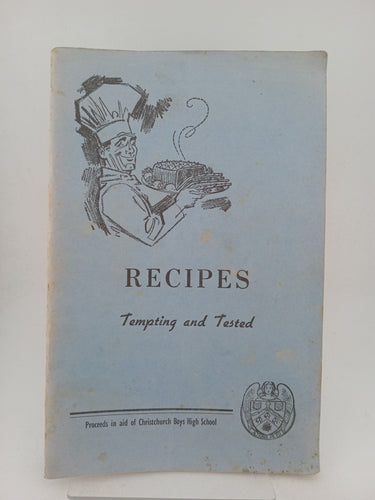 RECIPES
Tempting and Tested
Proceeds in aid of Christchurch Boys High School